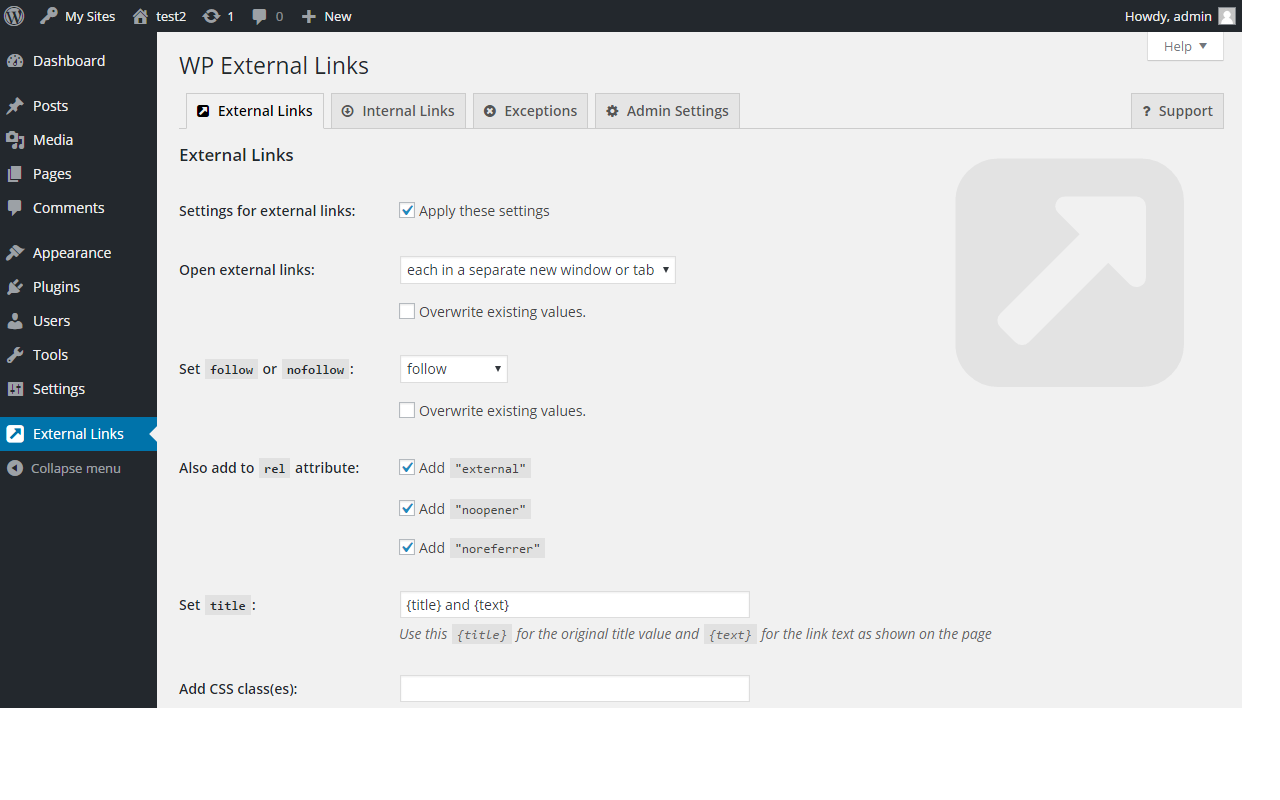 My Sites test2 1 0 New Howdy, admin
Help
Dashboard
Posts
Media
Pages
Comments
Appearance
Plugins
Users
Tools
Settings
External Links
Collapse menu
WP External Links
External Links Internal Links Exceptions Admin Settings ? Support
External Links
Settings for external links: Apply these settings
Open external links: each in a separate new window or tab
Overwrite existing values.
Set follow or nofollow: follow
Overwrite existing values.
Also add to rel attribute: Add "external"
Add "noopener"
Add "noreferrer"
Set title: {title} and {text}
Use this {title} for the original title value and {text} for the link text as shown on the page
Add CSS class(es):